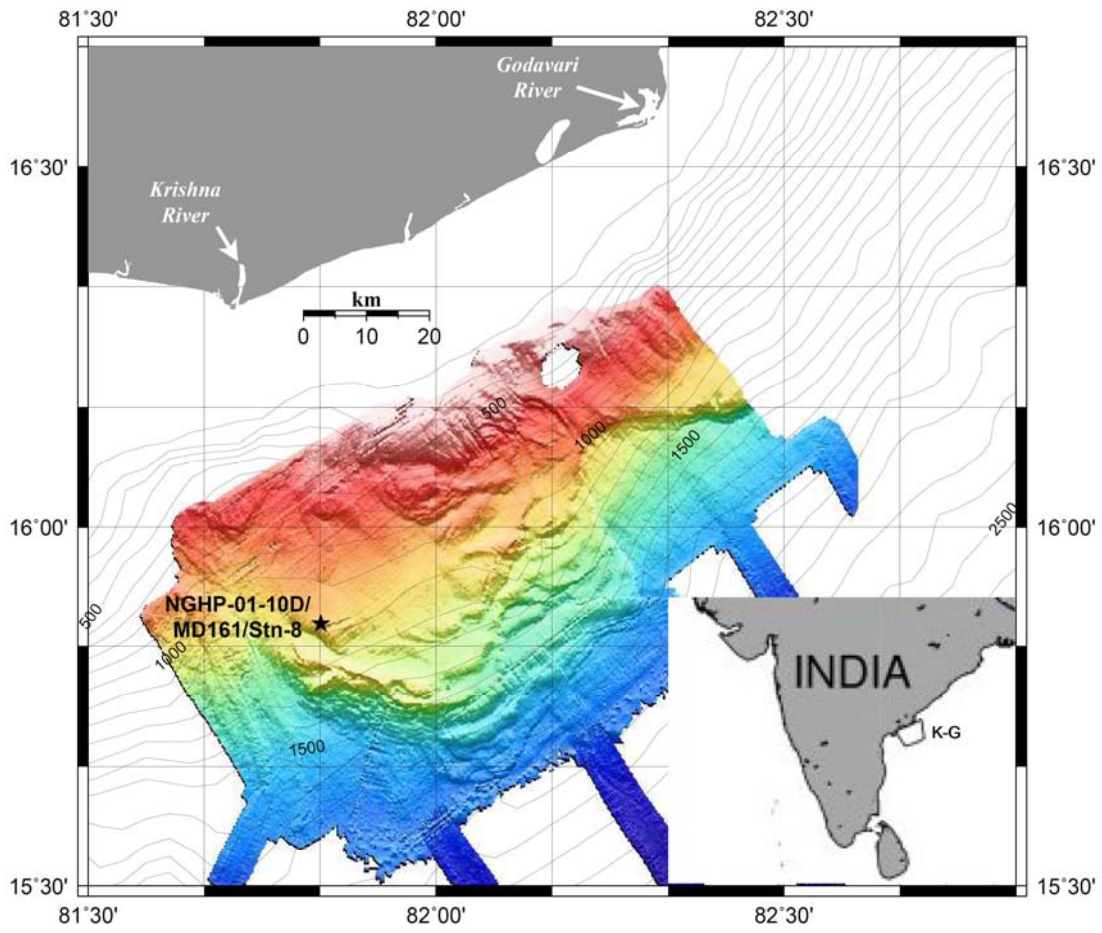 81°30'
82°00'
82°30'
Godavari
River
16°30'
16°30'
Krishna
River
km
0 10 20
500
1000
1500
16°00'
16°00'
2500
NGHP-01-10D/
MD161/Stn-8
500
1000
INDIA
K-G
1500
15°30'
15°30'
81°30'
82°00'
82°30'